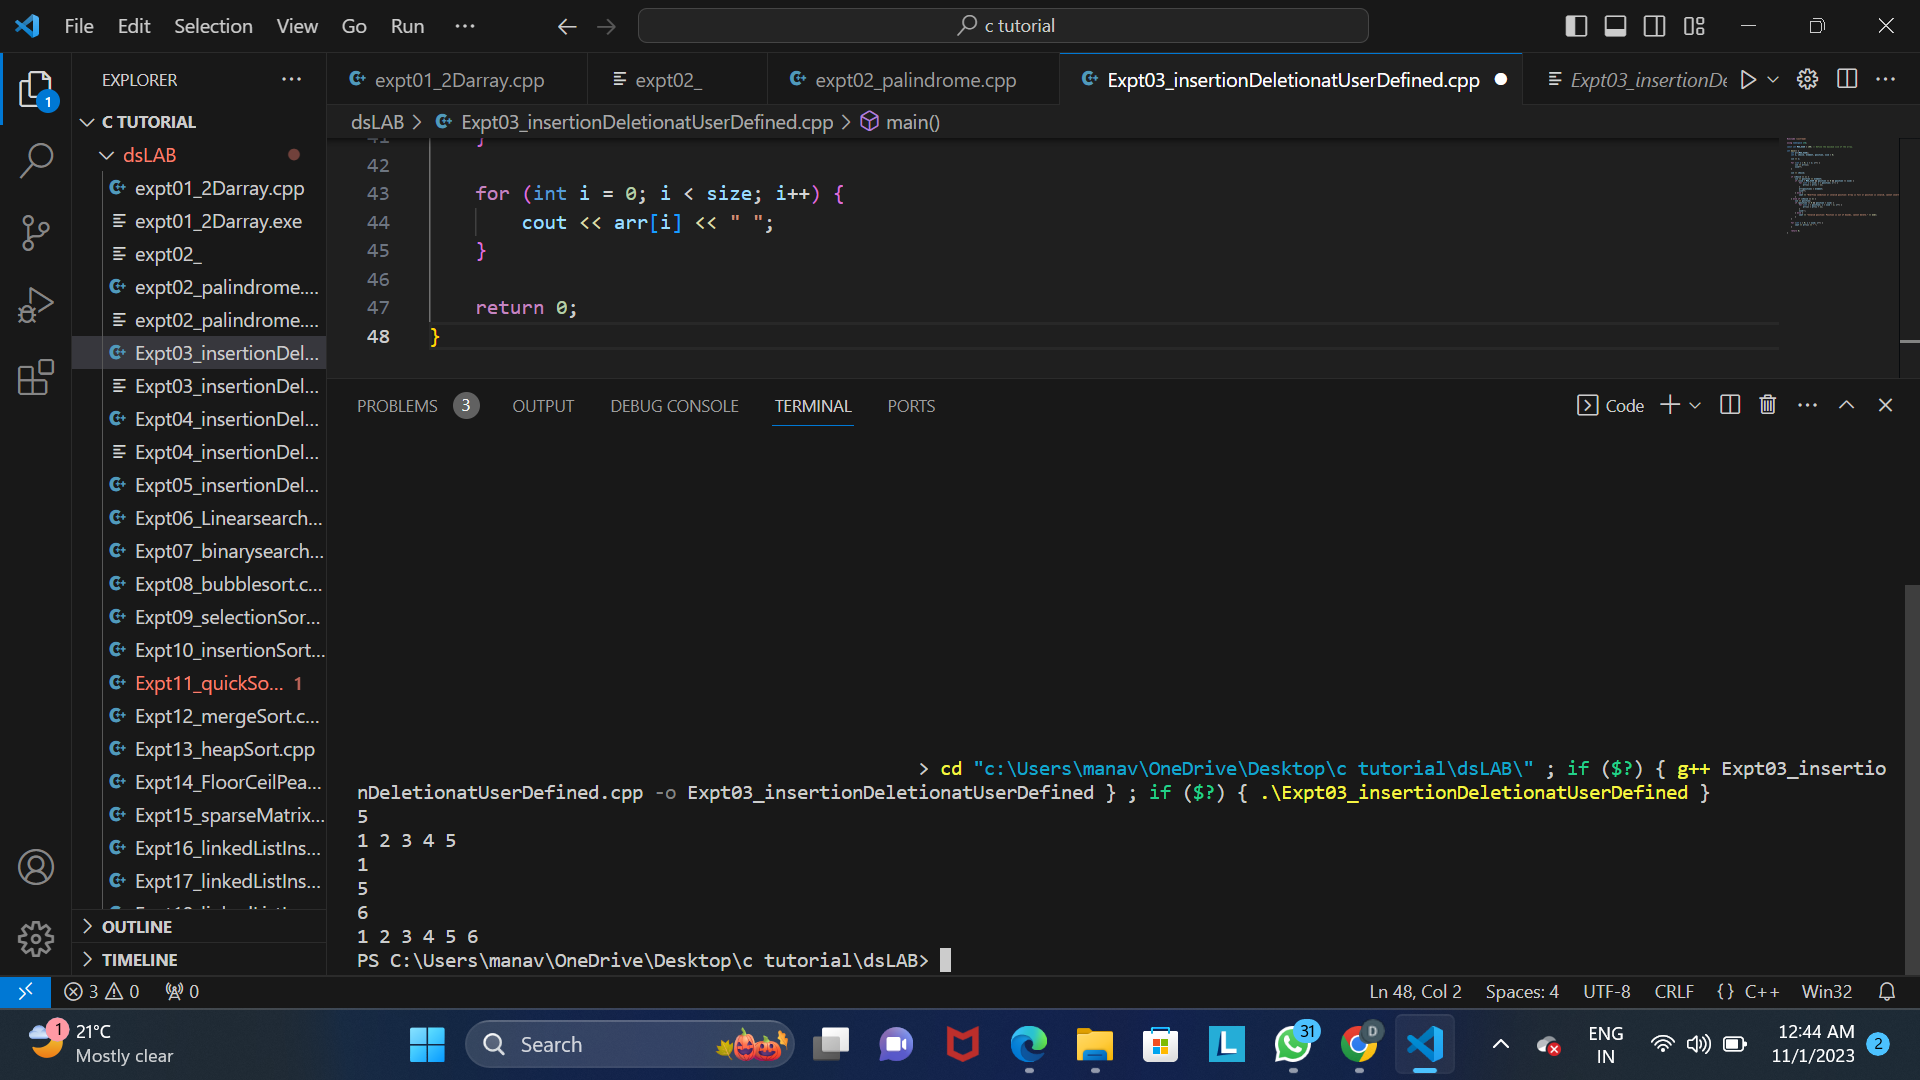 File Edit Selection View Go Run ...
c tutorial
EXPLORER ...
expt01_2Darray.cpp
expt02_
expt02_palindrome.cpp
Expt03_insertionDeletionatUserDefined.cpp
Expt03_insertionDe
1
C TUTORIAL
dsLAB > Expt03_insertionDeletionatUserDefined.cpp > main()
dsLAB
expt01_2Darray.cpp
expt01_2Darray.exe
expt02_
expt02_palindrome....
expt02_palindrome....
Expt03_insertionDel...
Expt03_insertionDel...
Expt04_insertionDel...
Expt04_insertionDel...
Expt05_insertionDel...
Expt06_Linearsearch...
Expt07_binarysearch...
Expt08_bubblesort.c...
Expt09_selectionSor...
Expt10_insertionSort...
Expt11_quickSo... 1
Expt12_mergeSort.c...
Expt13_heapSort.cpp
Expt14_FloorCeilPea...
Expt15_sparseMatrix...
Expt16_linkedListIns...
Expt17_linkedListIns...
OUTLINE
TIMELINE
41 }
42
43 for (int i = 0; i < size; i++) {
44 cout << arr[i] << " ";
45 }
46
47 return 0;
48 }
PROBLEMS 3 OUTPUT DEBUG CONSOLE TERMINAL PORTS
Code
> cd "c:\Users\manav\OneDrive\Desktop\c tutorial\dsLAB\" ; if ($?) { g++ Expt03_insertio
nDeletionatUserDefined.cpp -o Expt03_insertionDeletionatUserDefined } ; if ($?) { .\Expt03_insertionDeletionatUserDefined }
5
1 2 3 4 5
1
5
6
1 2 3 4 5 6
PS C:\Users\manav\OneDrive\Desktop\c tutorial\dsLAB>
3 0 0
Ln 48, Col 2 Spaces: 4 UTF-8 CRLF {} C++ Win32
1
21°C
Mostly clear
Search
L
31
D
ENG
IN
12:44 AM
11/1/2023
2